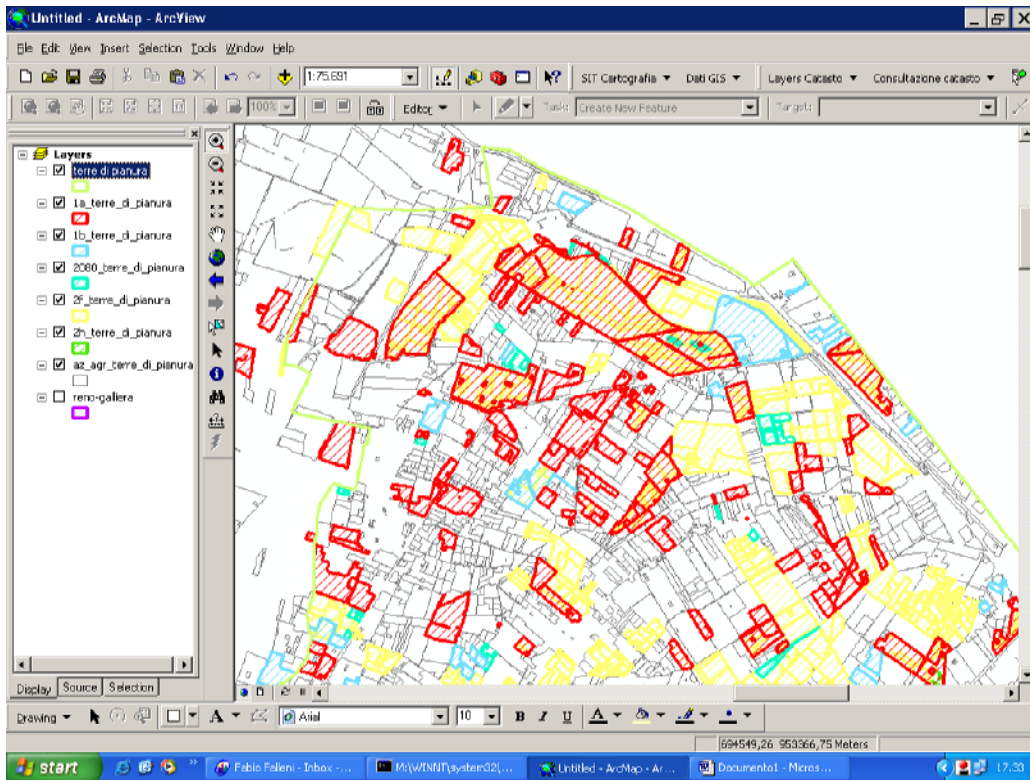 Untitled - ArcMap - ArcView
File Edit View Insert Selection Tools Window Help
1:75.691 SIT Cartografia Dati GIS Layers Catasto Consultazione catasto
100% Editor Task: Create New Feature Target:
Layers
terre di pianura
1a_terre_di_pianura
1b_terre_di_pianura
2080_terre_di_pianura
2f_terre_di_pianura
2h_terre_di_pianura
az_agr_terre_di_pianura
reno-galliera
Display Source Selection
Drawing A Arial 10 B I U A
694549,26 953366,75 Meters
start Fabio Falleni - Inbox -... M:\WINNT\system32\... Untitled - ArcMap - Ar... Documento1 - Micros... 17.33